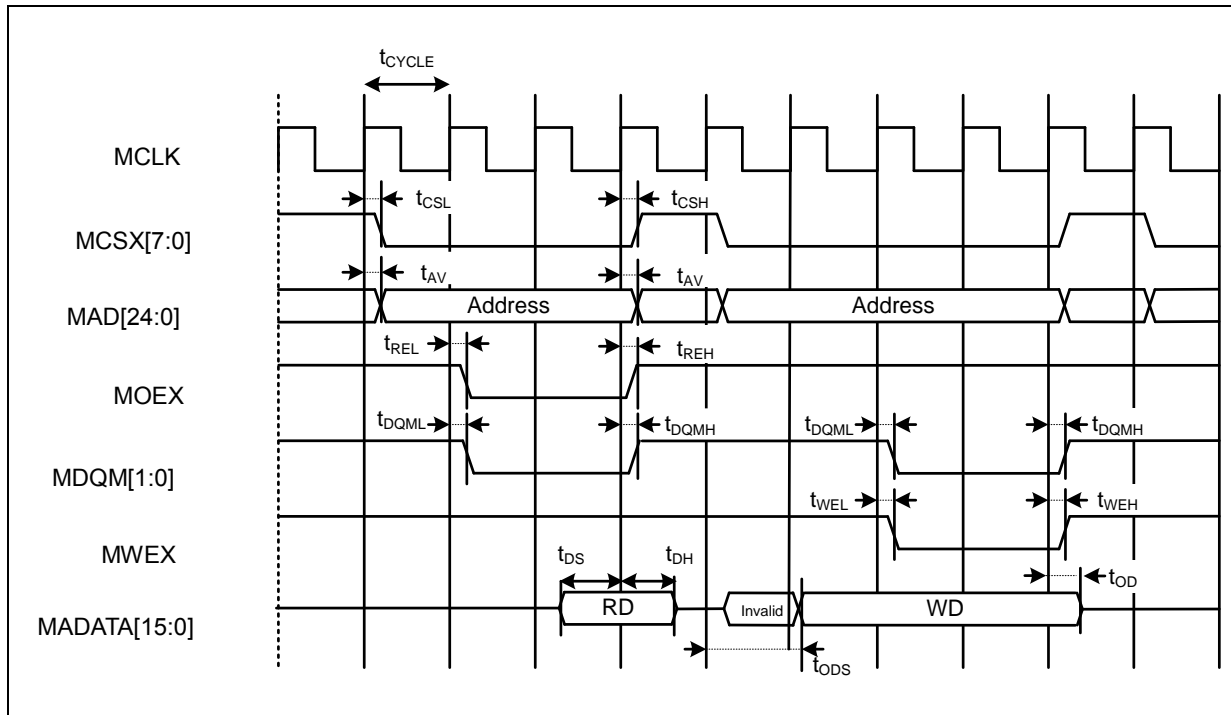 tCYCLE
MCLK
tCSL tCSH
MCSX[7:0]
tAV tAV
MAD[24:0] Address Address
tREL tREH
MOEX
tDQML tDQMH tDQML tDQMH
MDQM[1:0]
tWEL tWEH
MWEX
tDS tDH tOD
MADATA[15:0] RD Invalid WD
tODS